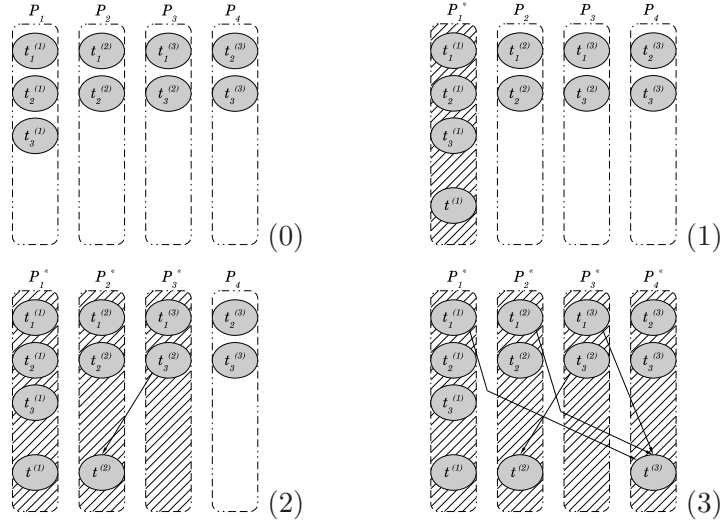 P₁ P₂ P₃ P₄
t₁⁽¹⁾ t₁⁽²⁾ t₁⁽³⁾ t₂⁽³⁾
t₂⁽¹⁾ t₂⁽²⁾ t₃⁽²⁾ t₃⁽³⁾
t₃⁽¹⁾
(0)
P₁* P₂ P₃ P₄
t₁⁽¹⁾ t₁⁽²⁾ t₁⁽³⁾ t₂⁽³⁾
t₂⁽¹⁾ t₂⁽²⁾ t₃⁽²⁾ t₃⁽³⁾
t₃⁽¹⁾
t⁽¹⁾
(1)
P₁* P₂* P₃* P₄
t₁⁽¹⁾ t₁⁽²⁾ t₁⁽³⁾ t₂⁽³⁾
t₂⁽¹⁾ t₂⁽²⁾ t₃⁽²⁾ t₃⁽³⁾
t₃⁽¹⁾
t⁽¹⁾ t⁽²⁾
(2)
P₁* P₂* P₃* P₄*
t₁⁽¹⁾ t₁⁽²⁾ t₁⁽³⁾ t₂⁽³⁾
t₂⁽¹⁾ t₂⁽²⁾ t₃⁽²⁾ t₃⁽³⁾
t₃⁽¹⁾
t⁽¹⁾ t⁽²⁾ t⁽³⁾
(3)